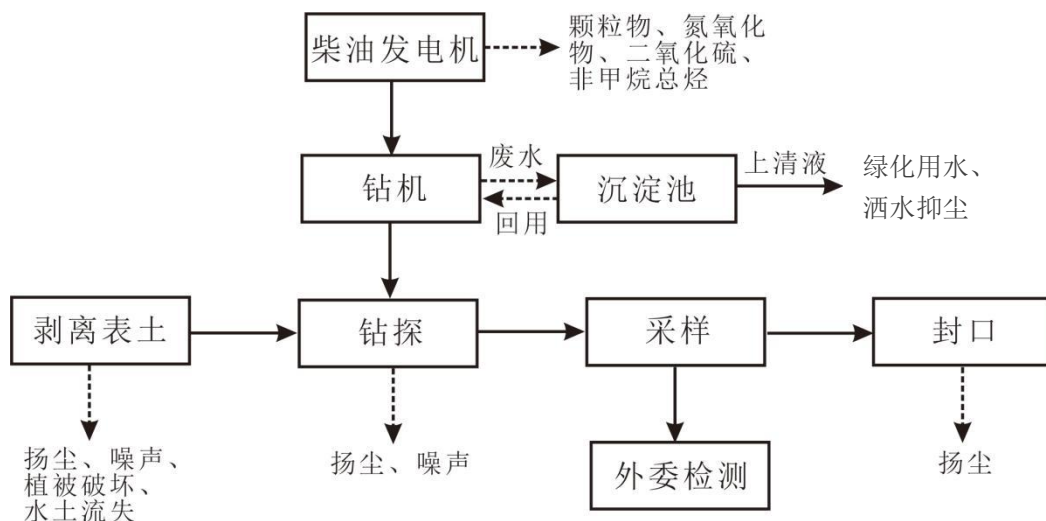 柴油发电机
颗粒物、氮氧化
物、二氧化硫、
非甲烷总烃
钻机
废水
回用
沉淀池
上清液
绿化用水、
洒水抑尘
剥离表土
钻探
采样
封口
扬尘、噪声、
植被破坏、
水土流失
扬尘、噪声
外委检测
扬尘